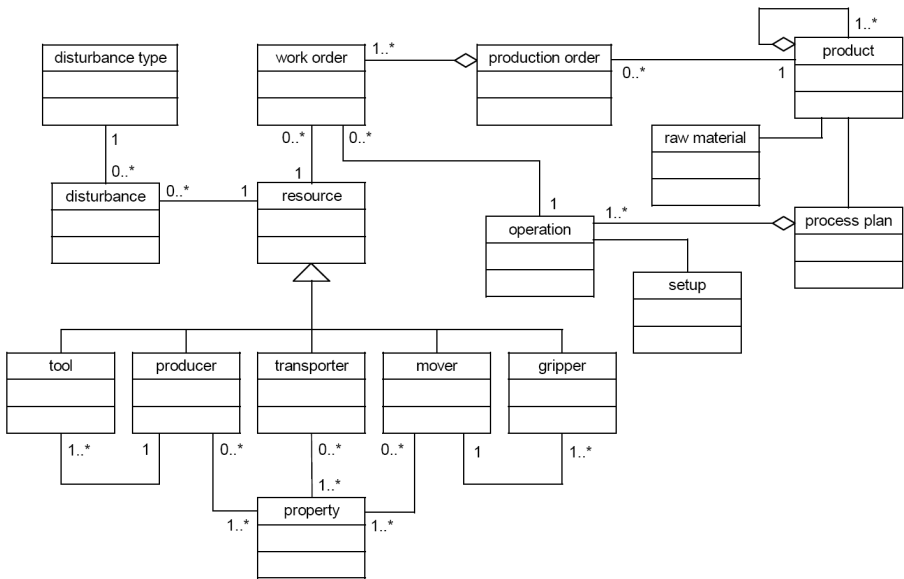 1..*
disturbance type
work order
1..*
production order
0..*
1
product
1
0..*
0..*
0..*
raw material
0..*
1
1
disturbance
resource
1
1..*
operation
process plan
setup
tool
producer
transporter
mover
gripper
1..*
1
0..*
0..*
0..*
1
1..*
1..*
property
1..*
1..*